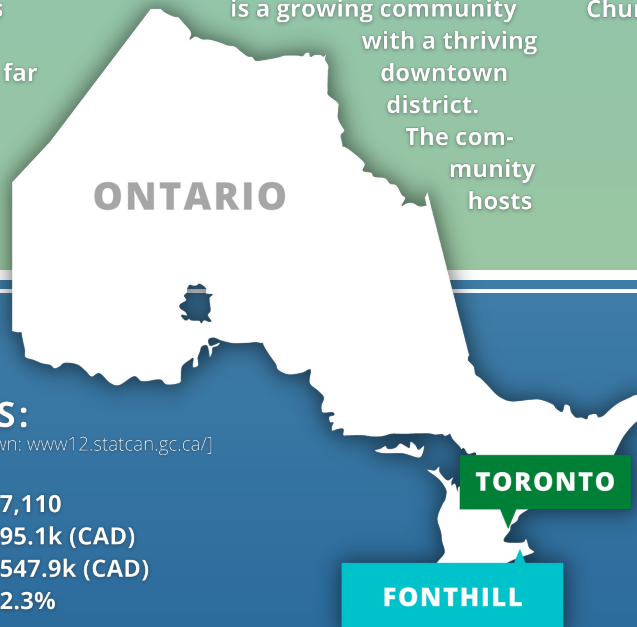 is a growing community
with a thriving
far
downtown
district.
The com-
munity
hosts
ONTARIO
S:
www12.statcan.gc.ca/]
7,110
95.1k (CAD)
547.9k (CAD)
2.3%
TORONTO
FONTHILL